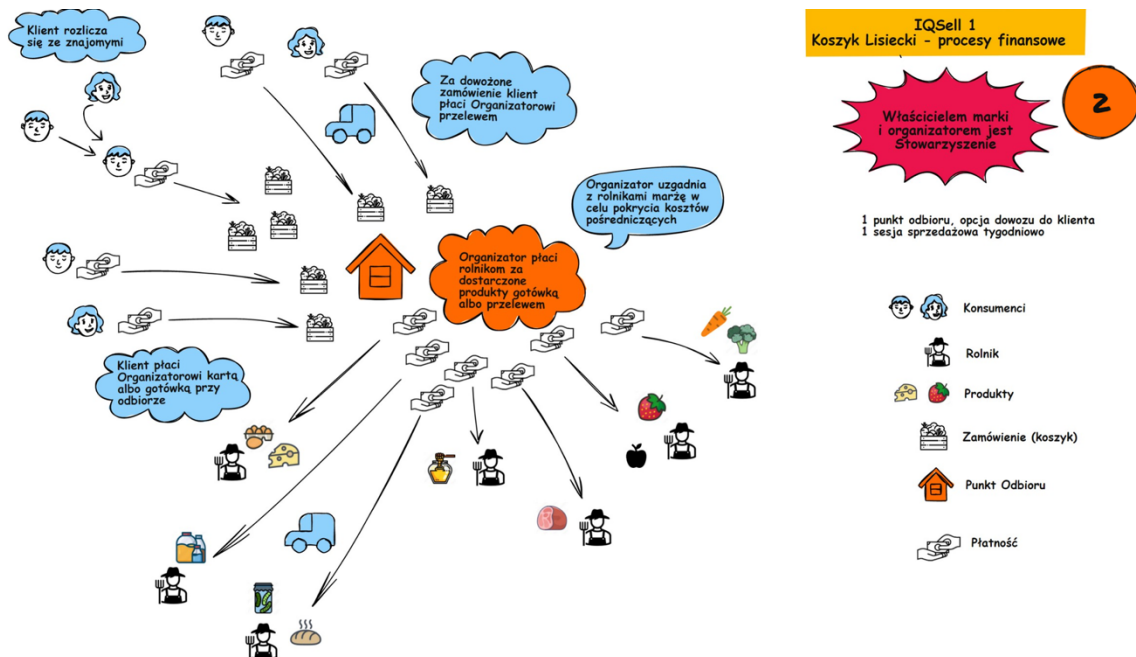 Klient rozlicza
się ze znajomymi
Za dowożone
zamówienie klient
płaci Organizatorowi
przelewem
Organizator uzgadnia
z rolnikami marżę w
celu pokrycia kosztów
pośredniczących
Organizator płaci
rolnikom za
dostarczone
produkty gotówką
albo przelewem
Klient płaci
Organizatorowi kartą
albo gotówką przy
odbiorze
IQSell 1
Koszyk Lisiecki - procesy finansowe
Właścicielem marki
i organizatorem jest
Stowarzyszenie
2
1 punkt odbioru, opcja dowozu do klienta
1 sesja sprzedażowa tygodniowo
Konsumenci
Rolnik
Produkty
Zamówienie (koszyk)
Punkt Odbioru
Płatność